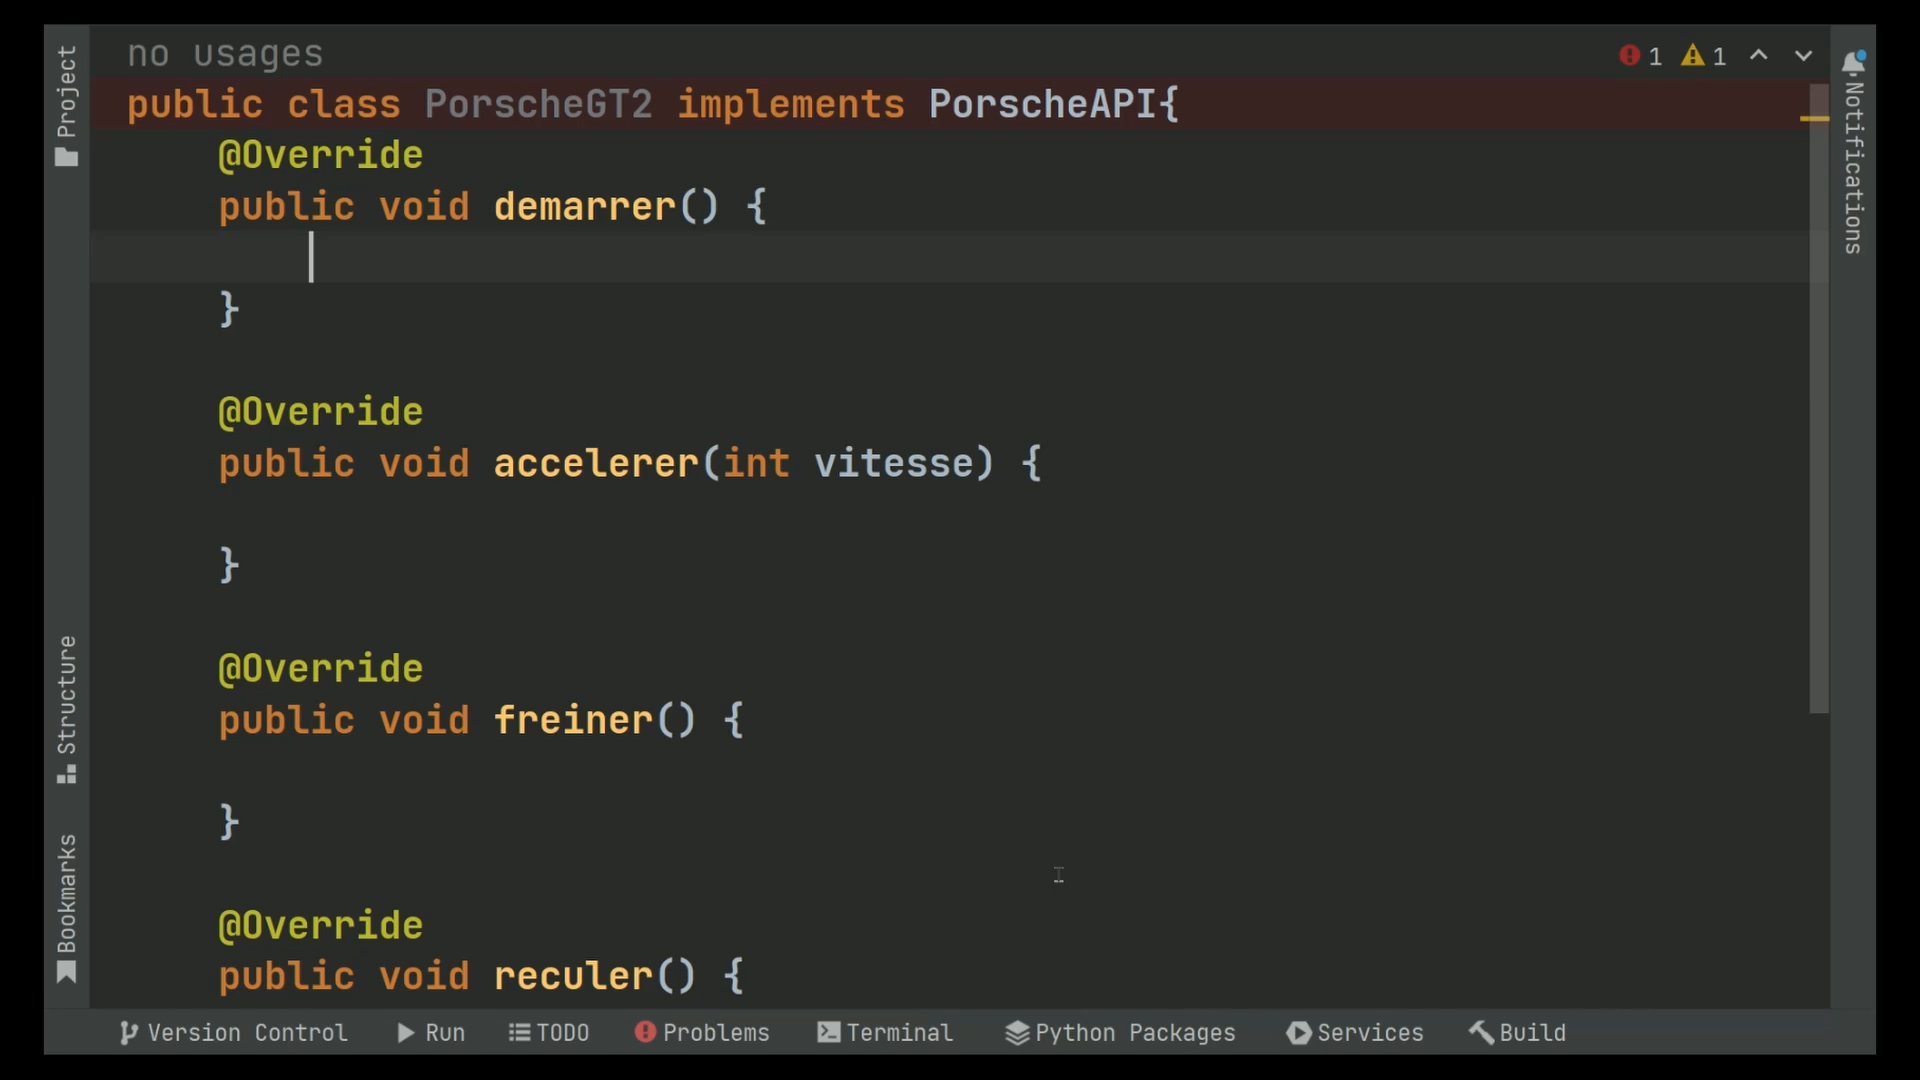 Project
Structure
Bookmarks
no usages
1 1
public class PorscheGT2 implements PorscheAPI{
@Override
public void demarrer() {
}
@Override
public void accelerer(int vitesse) {
}
@Override
public void freiner() {
}
@Override
public void reculer() {
Notifications
Version Control Run TODO Problems Terminal Python Packages Services Build